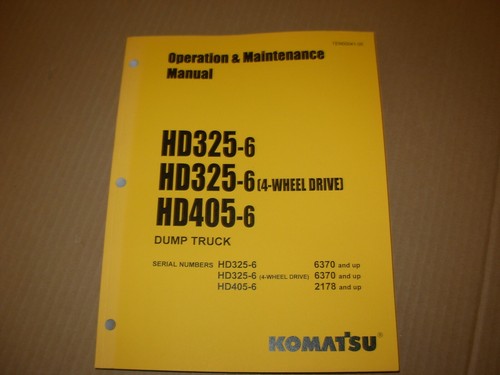 Operation & Maintenance
Manual
HD325-6
HD325-6 (4-WHEEL DRIVE)
HD405-6
DUMP TRUCK
SERIAL NUMBERS HD325-6 6370 and up
HD325-6 (4-WHEEL DRIVE) 6370 and up
HD405-6 2178 and up
KOMATSU